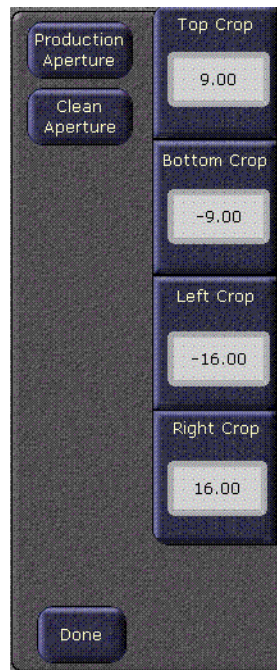 Production
Aperture
Clean
Aperture
Top Crop
9.00
Bottom Crop
-9.00
Left Crop
-16.00
Right Crop
16.00
Done